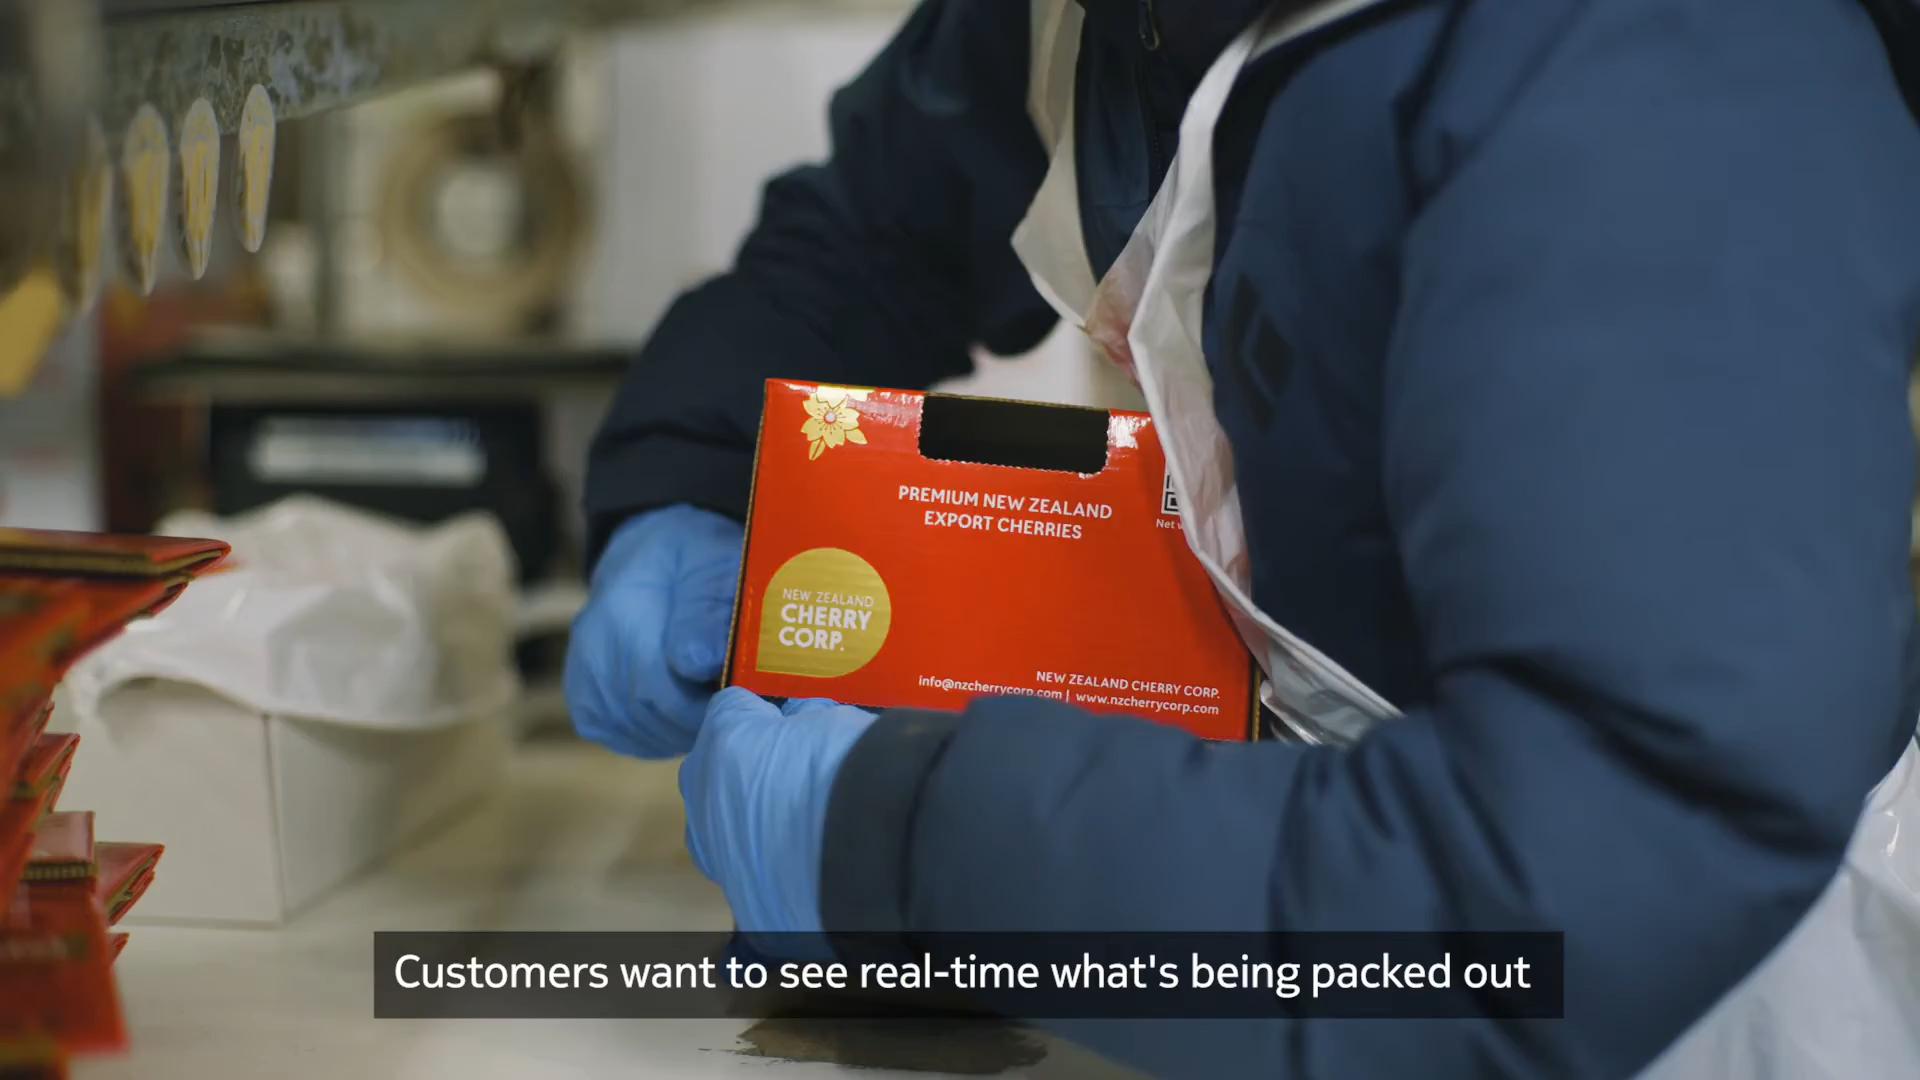 PREMIUM NEW ZEALAND
EXPORT CHERRIES
Net
NEW ZEALAND
CHERRY
CORP.
NEW ZEALAND CHERRY CORP.
info@nzcherrycorp.com | www.nzcherrycorp.com
Customers want to see real-time what's being packed out